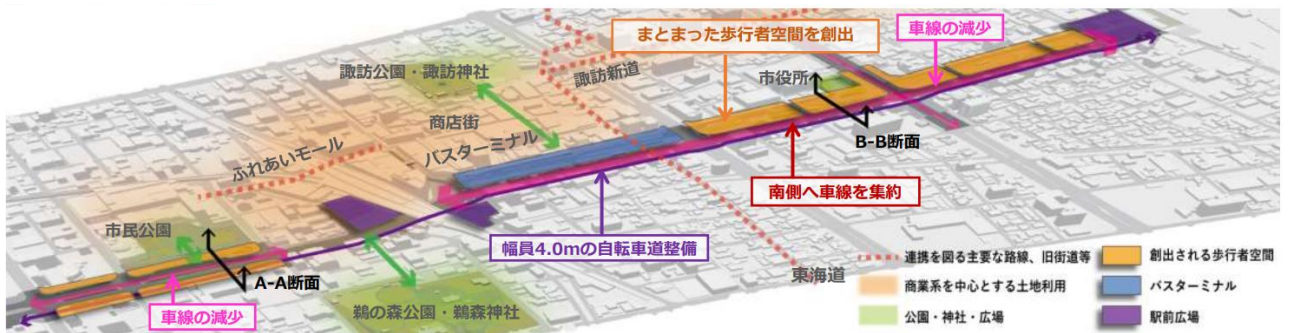 まとまった歩行者空間を創出
車線の減少
諏訪公園・諏訪神社
諏訪新道
市役所
商店街
バスターミナル
B-B断面
ふれあいモール
南側へ車線を集約
市民公園
幅員4.0mの自転車道整備
A-A断面
東海道
車線の減少
鵜の森公園・鵜森神社
連携を図る主要な路線、旧街道等
創出される歩行者空間
商業系を中心とする土地利用
バスターミナル
公園・神社・広場
駅前広場